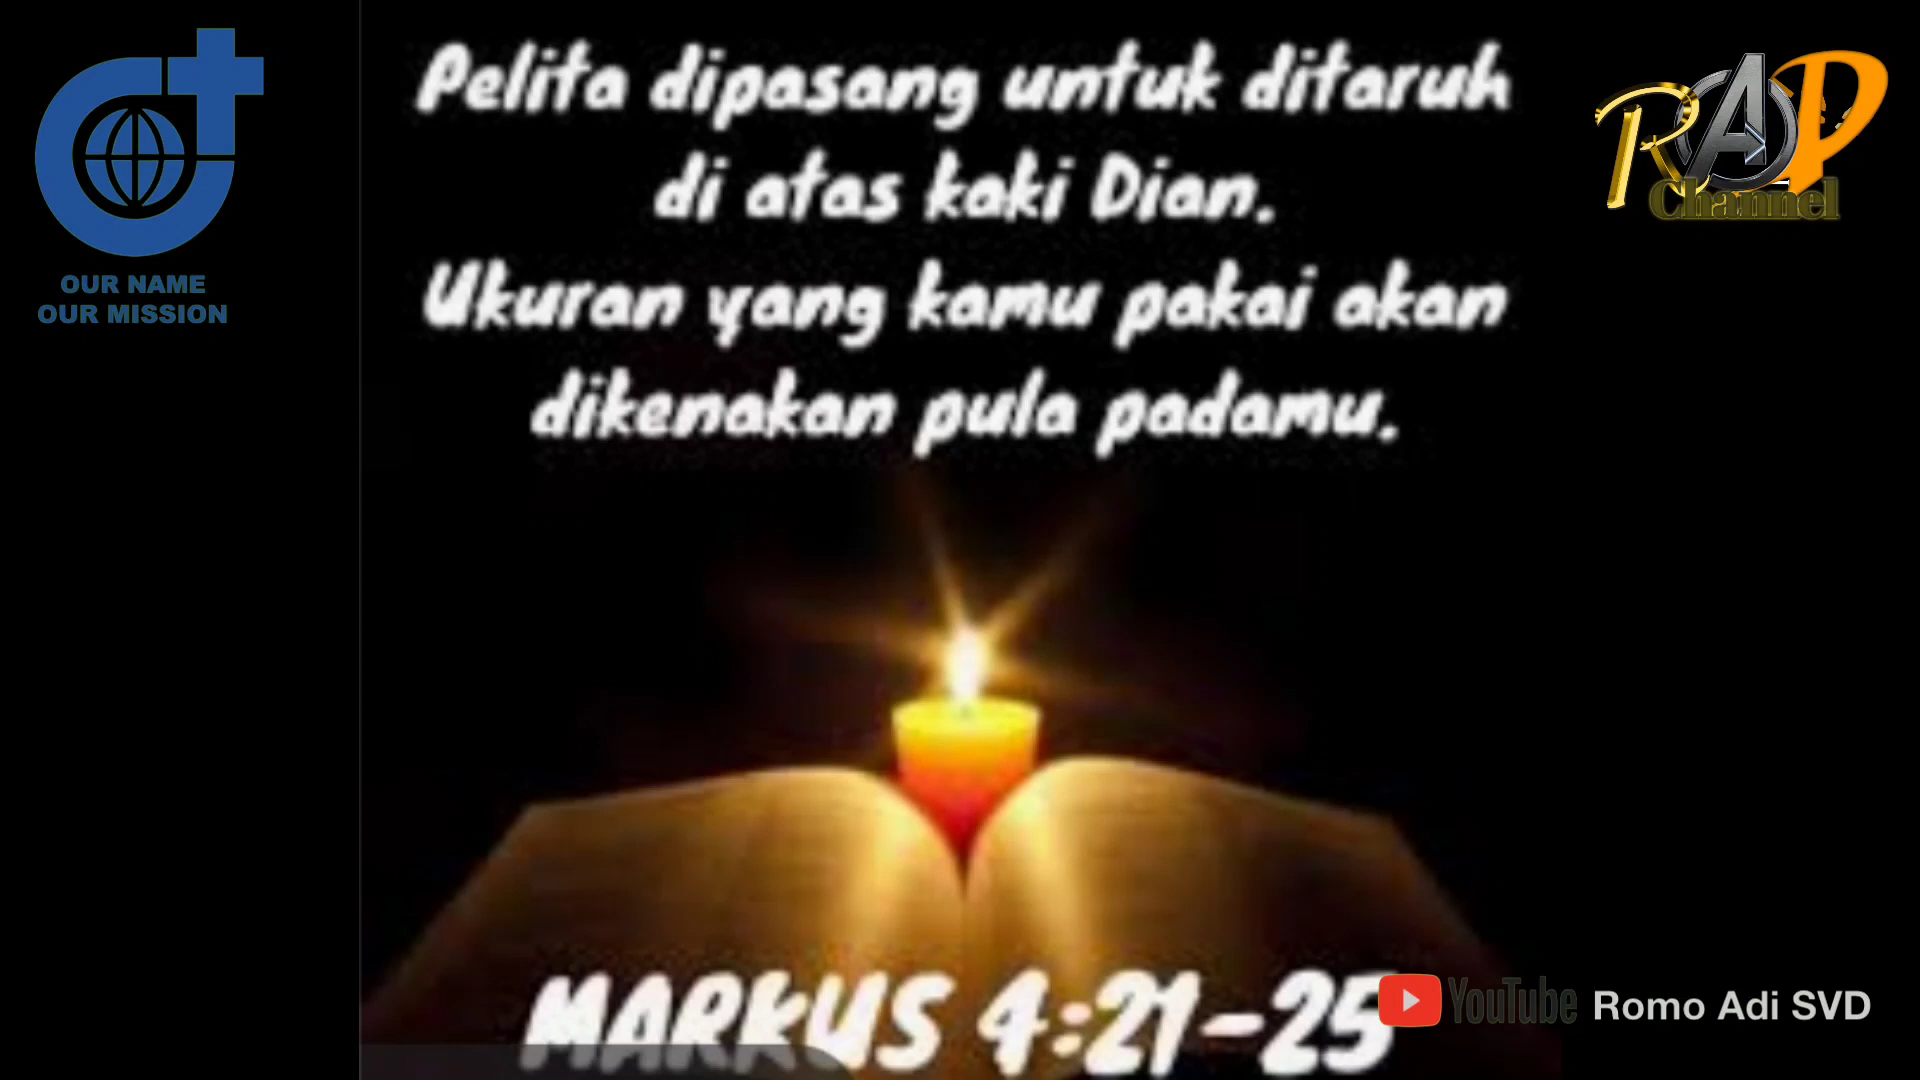 Pelita dipasang untuk ditaruh
di atas kaki Dian.
Ukuran yang kamu pakai akan
dikenakan pula padamu.
OUR NAME
OUR MISSION
RAP
Channel
MARKUS 4:21-25
YouTube Romo Adi SVD